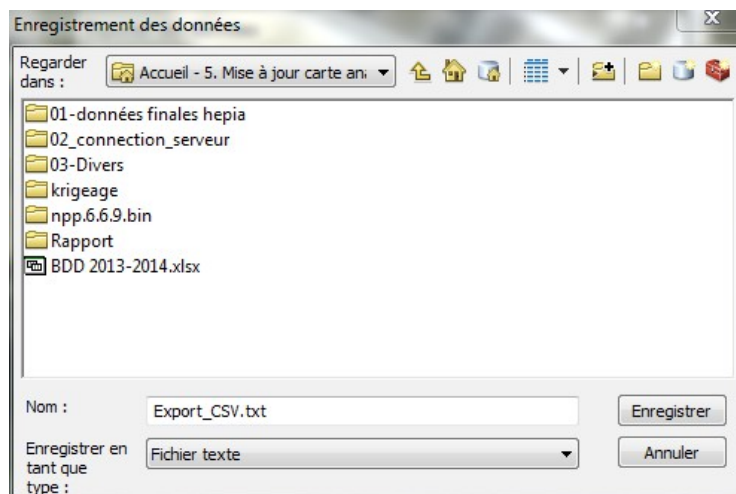 Enregistrement des données
Regarder
dans :
Accueil - 5. Mise à jour carte an
01-données finales hepia
02_connection_serveur
03-Divers
krigeage
npp.6.6.9.bin
Rapport
BDD 2013-2014.xlsx
Nom :
Export_CSV.txt
Enregistrer
Enregistrer en
tant que
type :
Fichier texte
Annuler